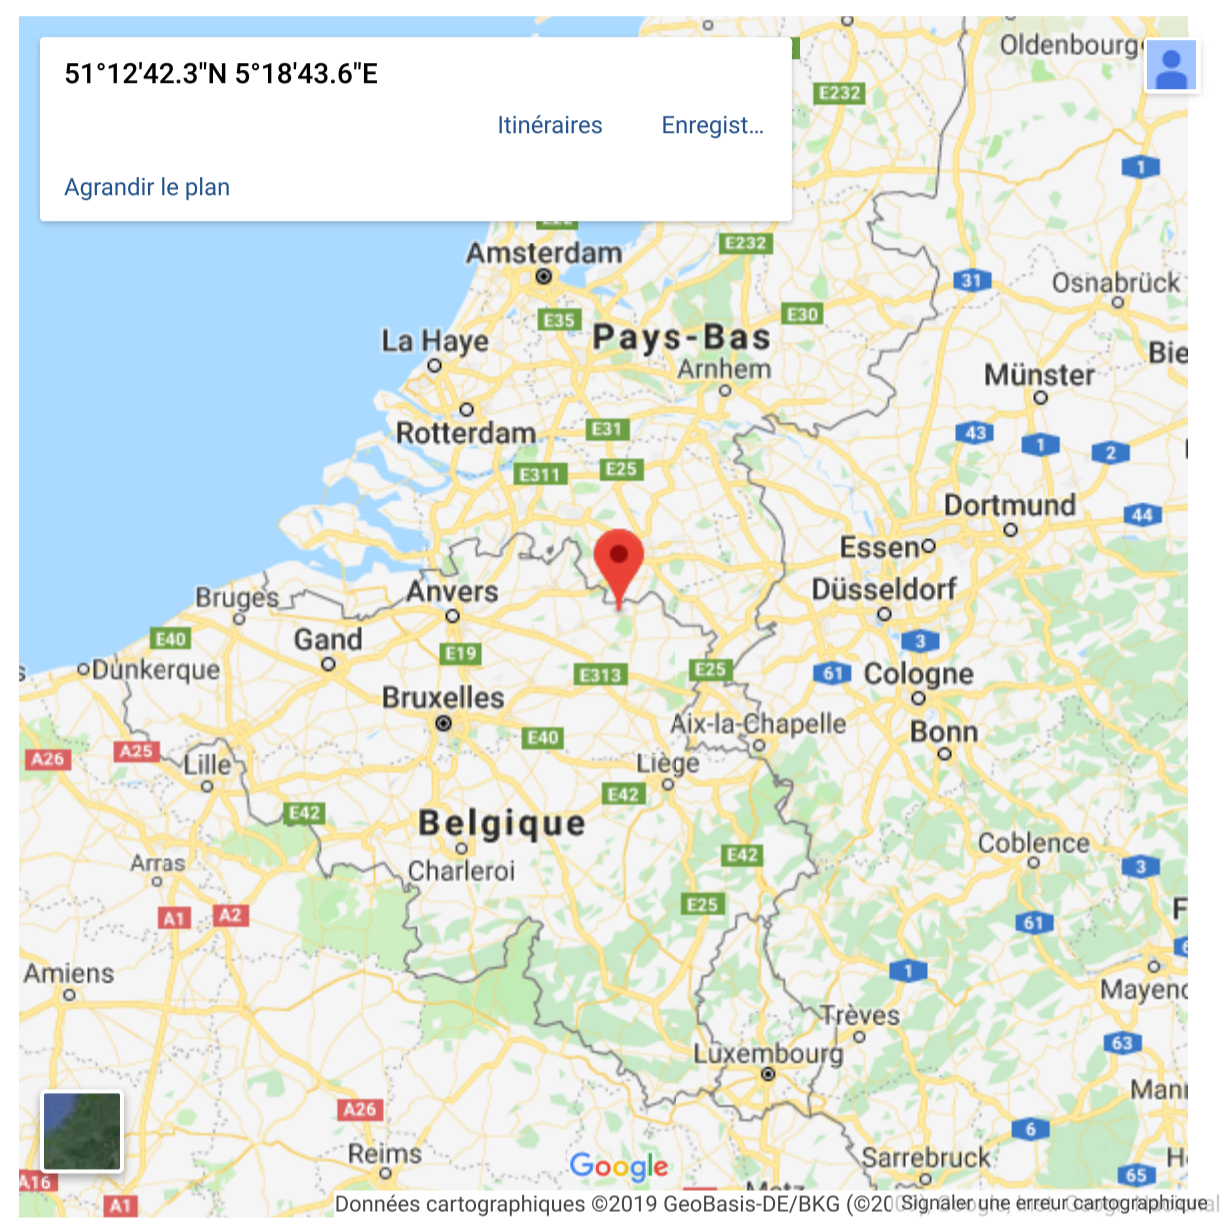 51°12'42.3"N 5°18'43.6"E
Itinéraires
Enregist...
Agrandir le plan
Oldenbourg
E232
1
E22
Amsterdam
E232
31
Osnabrück
E35
E30
La Haye
Pays-Bas
Arnhem
Bie
Münster
Rotterdam
E31
43
1
2
E311
E25
Dortmund
44
Essen
Anvers
Düsseldorf
Bruges
E40
Gand
E19
3
s
Dunkerque
E313
E25
61
Cologne
Bruxelles
Aix-la-Chapelle
Bonn
A26
A25
Lille
E40
Liège
E42
E42
Belgique
Coblence
Arras
Charleroi
E42
3
A1
A2
E25
F
61
Amiens
1
Mayenc
Trèves
Luxembourg
63
Mann
A26
6
Reims
Google
Sarrebruck
H
A16
65
A1
Metz
Données cartographiques ©2019 GeoBasis-DE/BKG (©20
Signaler une erreur cartographique